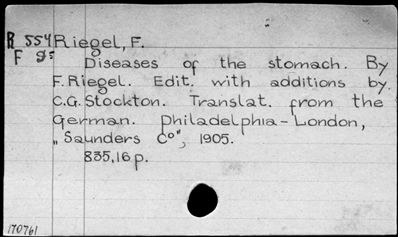 R 554 Riegel, F.
F
Diseases of the stomach. By
F. Riegel. Edit. with additions by.
C.G. Stockton. Translat. from the
German. Philadelphia - London,
„Saunders Co", 1905.
835,16 p.
170761